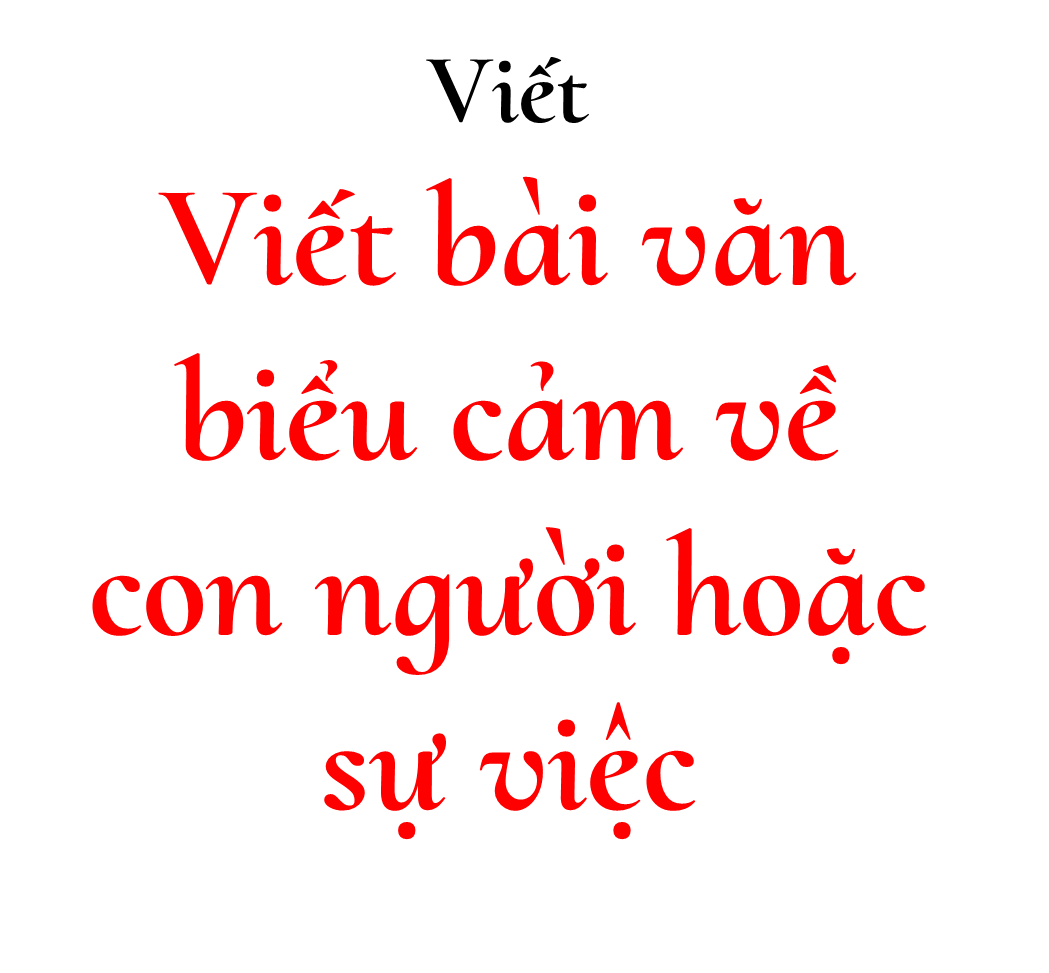 Viết
Viết bài văn
biểu cảm về
con người hoặc
sự việc